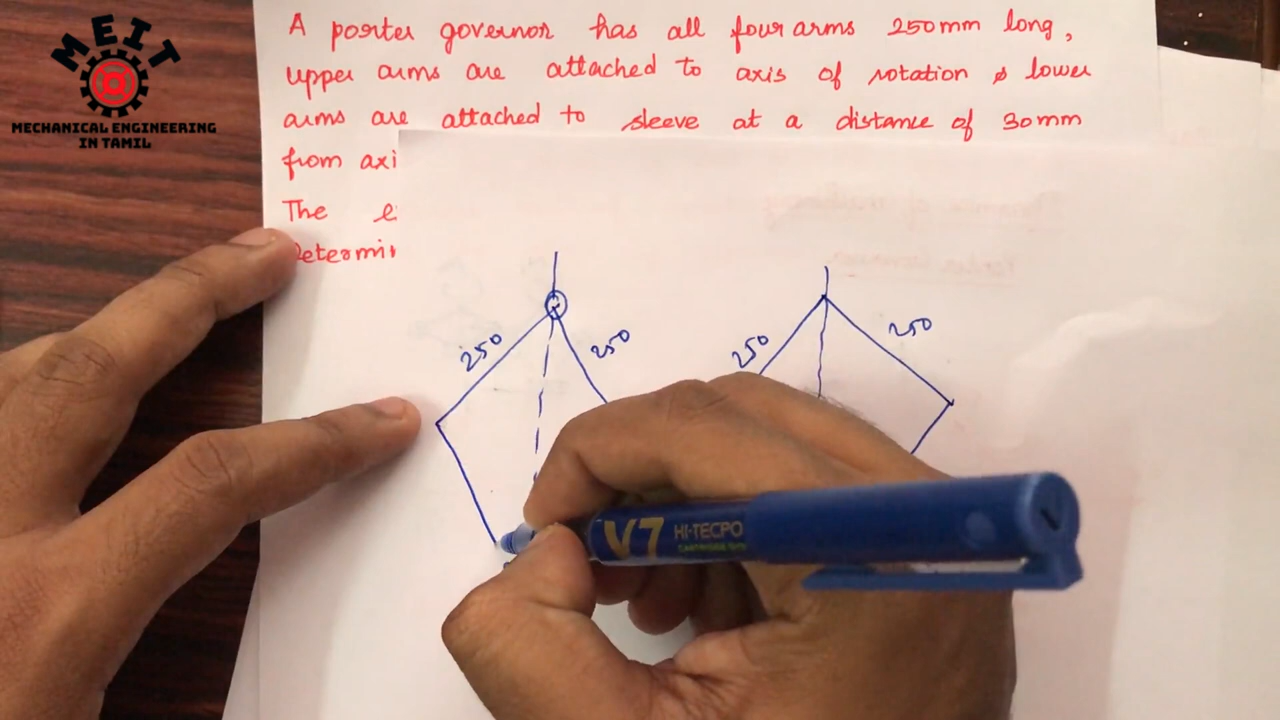 MEIT
MECHANICAL ENGINEERING
IN TAMIL
A porter governor has all four arms 250mm long,
upper arms are attached to axis of rotation & lower
arms are attached to sleeve at a distance of 30mm
from axi
The
Determi
250
250
250
250
V7 HI-TECPO